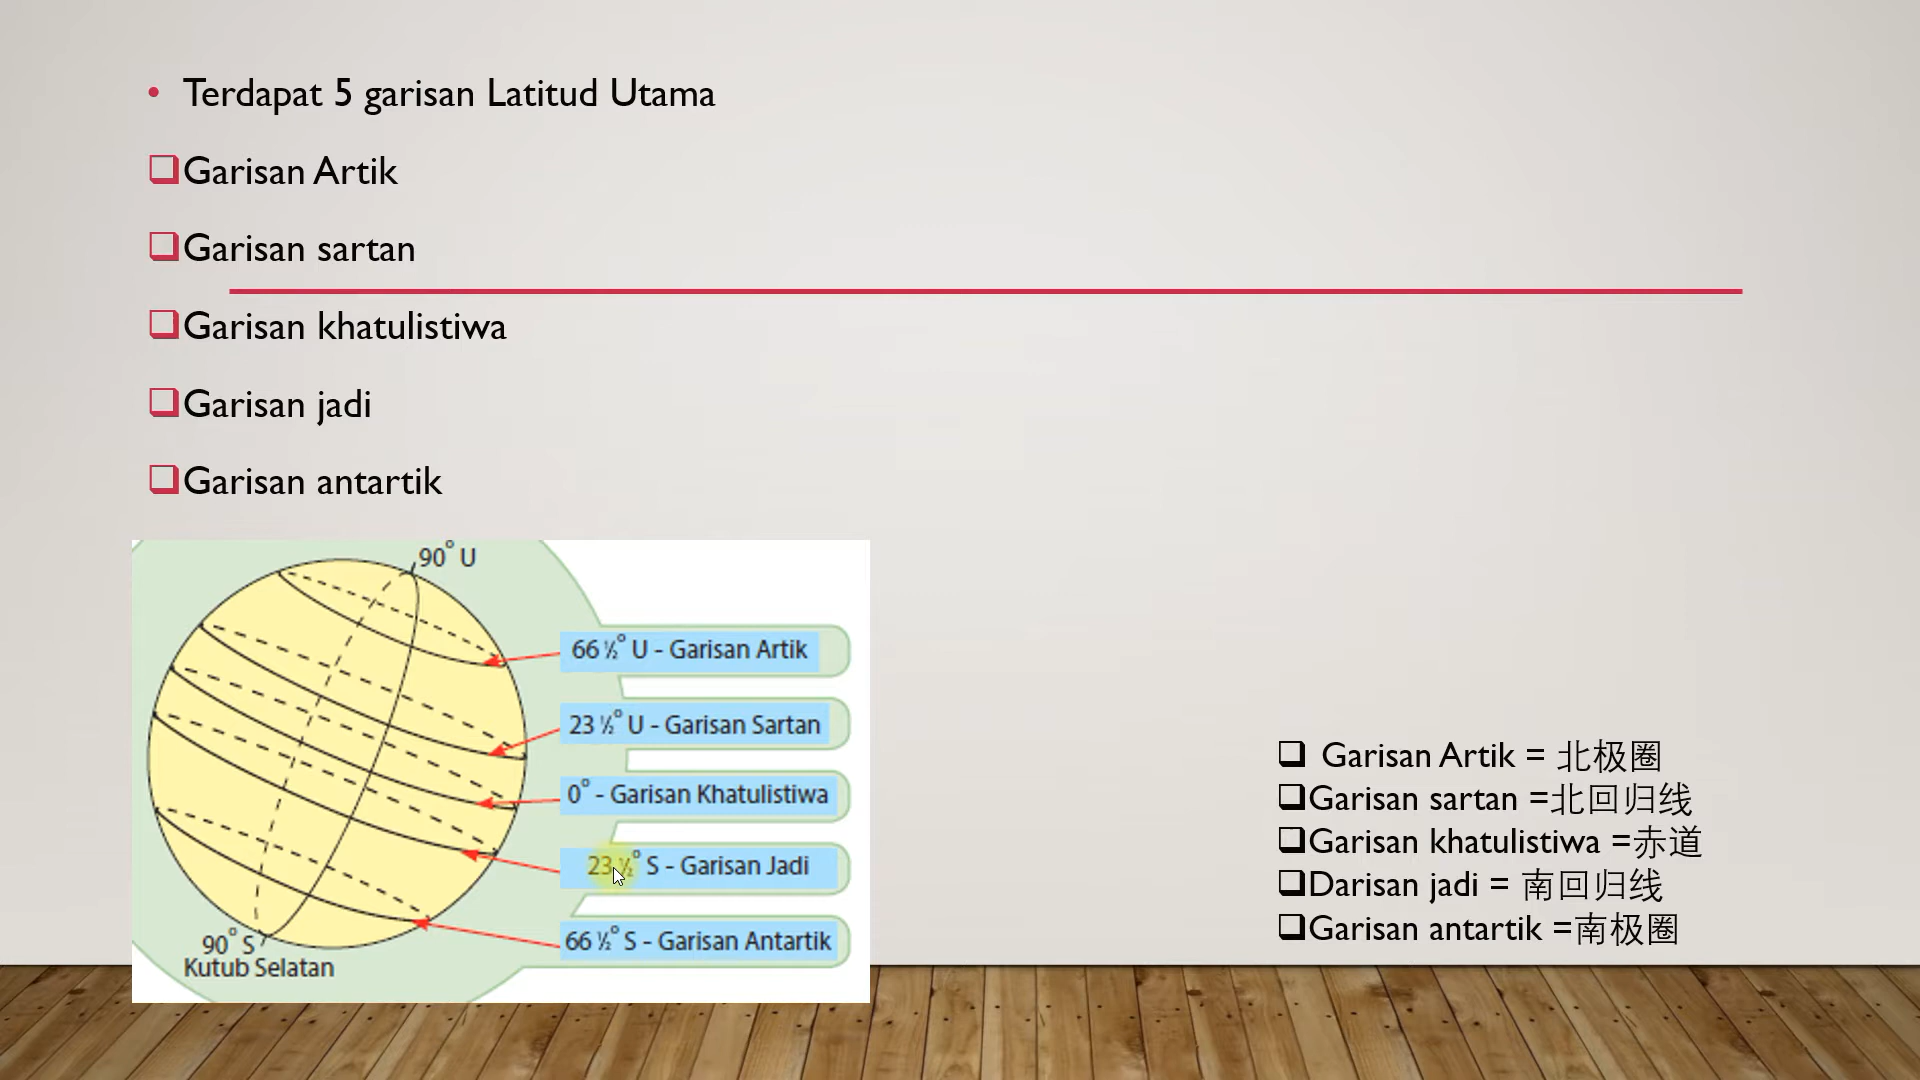 Terdapat 5 garisan Latitud Utama
Garisan Artik
Garisan sartan
Garisan khatulistiwa
Garisan jadi
Garisan antartik
90° U
66 ½° U - Garisan Artik
23 ½° U - Garisan Sartan
0° - Garisan Khatulistiwa
23 ½° S - Garisan Jadi
66 ½° S - Garisan Antartik
90° S
Kutub Selatan
Garisan Artik = 北极圈
Garisan sartan =北回归线
Garisan khatulistiwa =赤道
Darisan jadi = 南回归线
Garisan antartik =南极圈